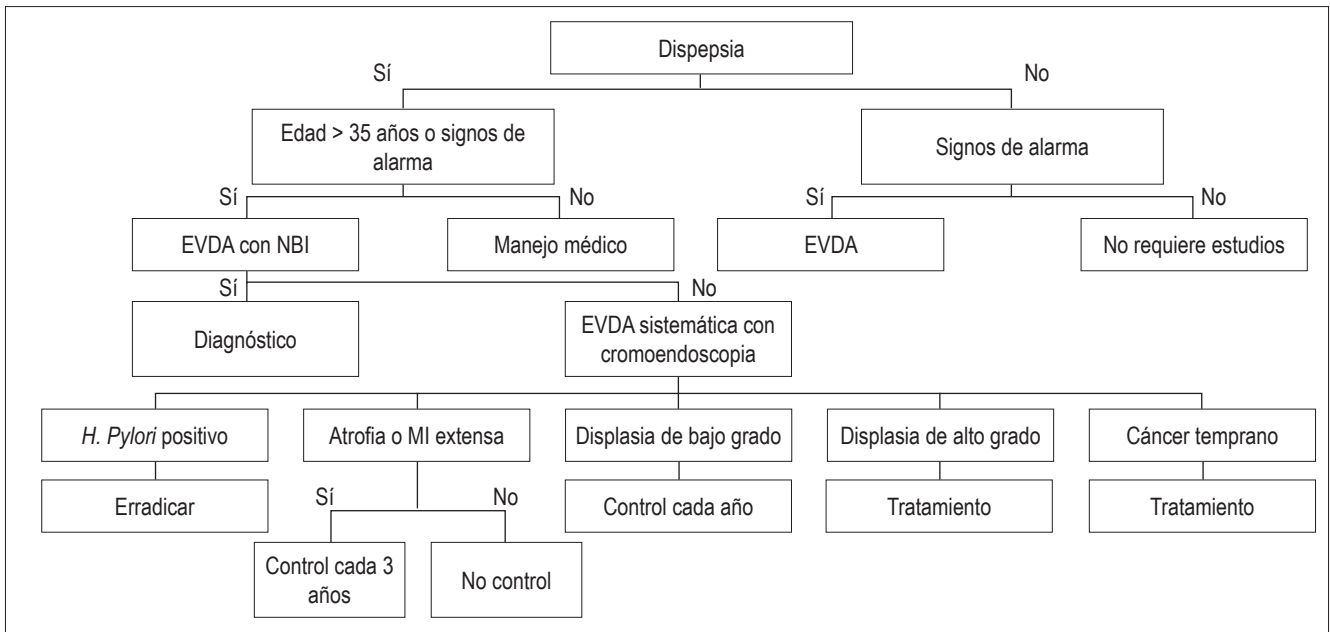 Dispepsia
Sí
No
Edad > 35 años o signos de
alarma
Signos de alarma
Sí
No
Sí
No
EVDA con NBI
Manejo médico
EVDA
No requiere estudios
Sí
No
Diagnóstico
EVDA sistemática con
cromoendoscopia
H. Pylori positivo
Atrofia o MI extensa
Displasia de bajo grado
Displasia de alto grado
Cáncer temprano
Erradicar
Sí
No
Control cada año
Tratamiento
Tratamiento
Control cada 3
años
No control